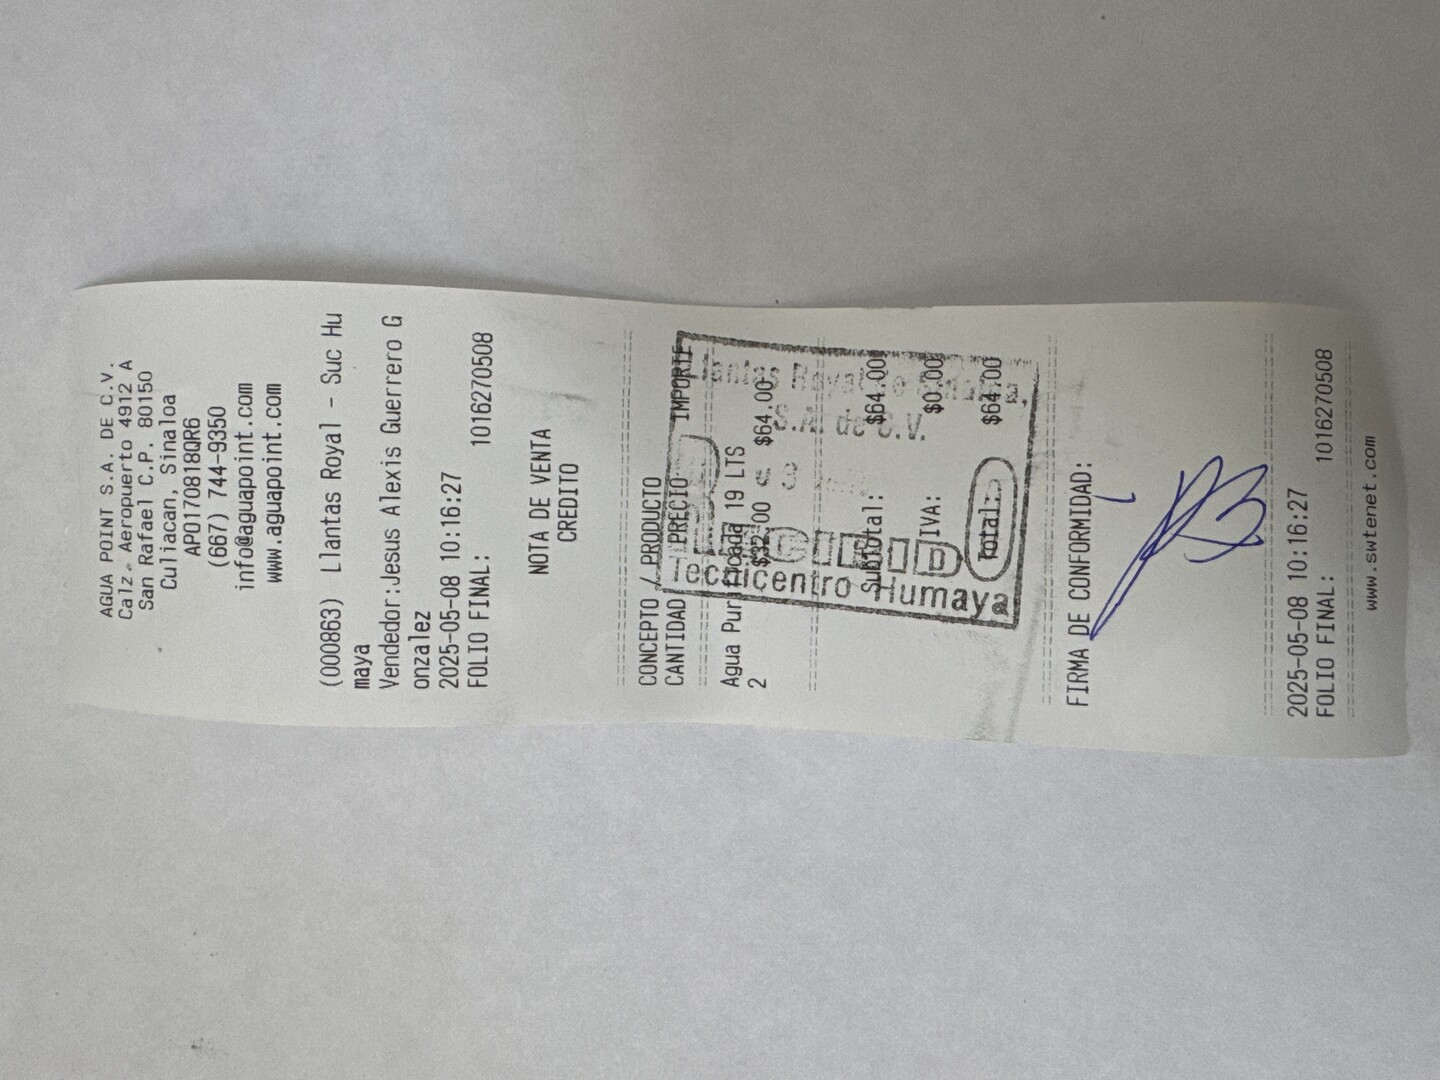 AGUA POINT S.A. DE C.V.
Calz. Aeropuerto 4912 A
San Rafael C.P. 80150
Culiacan, Sinaloa
APO170818QR6
(667) 744-9350
info@aguapoint.com
www.aguapoint.com
(000863) Llantas Royal - Suc Hu
maya
Vendedor:Jesus Alexis Guerrero G
onzalez
2025-05-08 10:16:27
FOLIO FINAL: 1016270508
NOTA DE VENTA
CREDITO
CONCEPTO / PRODUCTO
CANTIDAD PRECIO IMPORTE
Agua Purificada 19 LTS
2 $32.00 $64.00
Subtotal: $64.00
IVA: $0.00
Total: $64.00
Llantas Royal
S.A. de C.V.
RECIBIDO
Tecnicentro Humaya
FIRMA DE CONFORMIDAD:
2025-05-08 10:16:27
FOLIO FINAL: 1016270508
www.swtenet.com